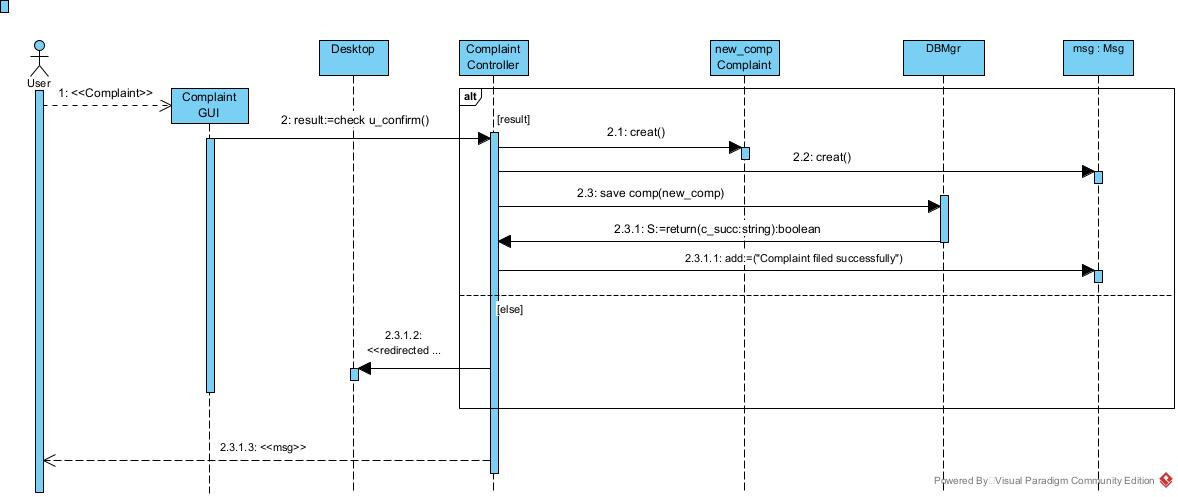 Desktop
Complaint
Controller
new_comp
Complaint
DBMgr
msg : Msg
User
1: <<Complaint>>
Complaint
GUI
alt
2: result:=check u_confirm()
[result]
2.1: creat()
2.2: creat()
2.3: save comp(new_comp)
2.3.1: S:=return(c_succ:string):boolean
2.3.1.1: add:=("Complaint filed successfully")
[else]
2.3.1.2:
<<redirected ...
2.3.1.3: <<msg>>
Powered By Visual Paradigm Community Edition